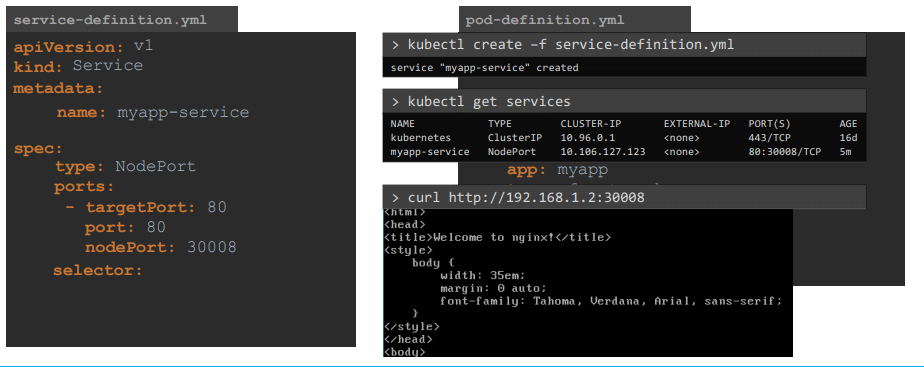 service-definition.yml
apiVersion: v1
kind: Service
metadata:
name: myapp-service
spec:
type: NodePort
ports:
- targetPort: 80
port: 80
nodePort: 30008
selector:
pod-definition.yml
> kubectl create –f service-definition.yml
service "myapp-service" created
> kubectl get services
NAME TYPE CLUSTER-IP EXTERNAL-IP PORT(S) AGE
kubernetes ClusterIP 10.96.0.1 <none> 443/TCP 16d
myapp-service NodePort 10.106.127.123 <none> 80:30008/TCP 5m
app: myapp
> curl http://192.168.1.2:30008
<html>
<head>
<title>Welcome to nginx!</title>
<style>
body {
width: 35em;
margin: 0 auto;
font-family: Tahoma, Verdana, Arial, sans-serif;
}
</style>
</head>
<body>